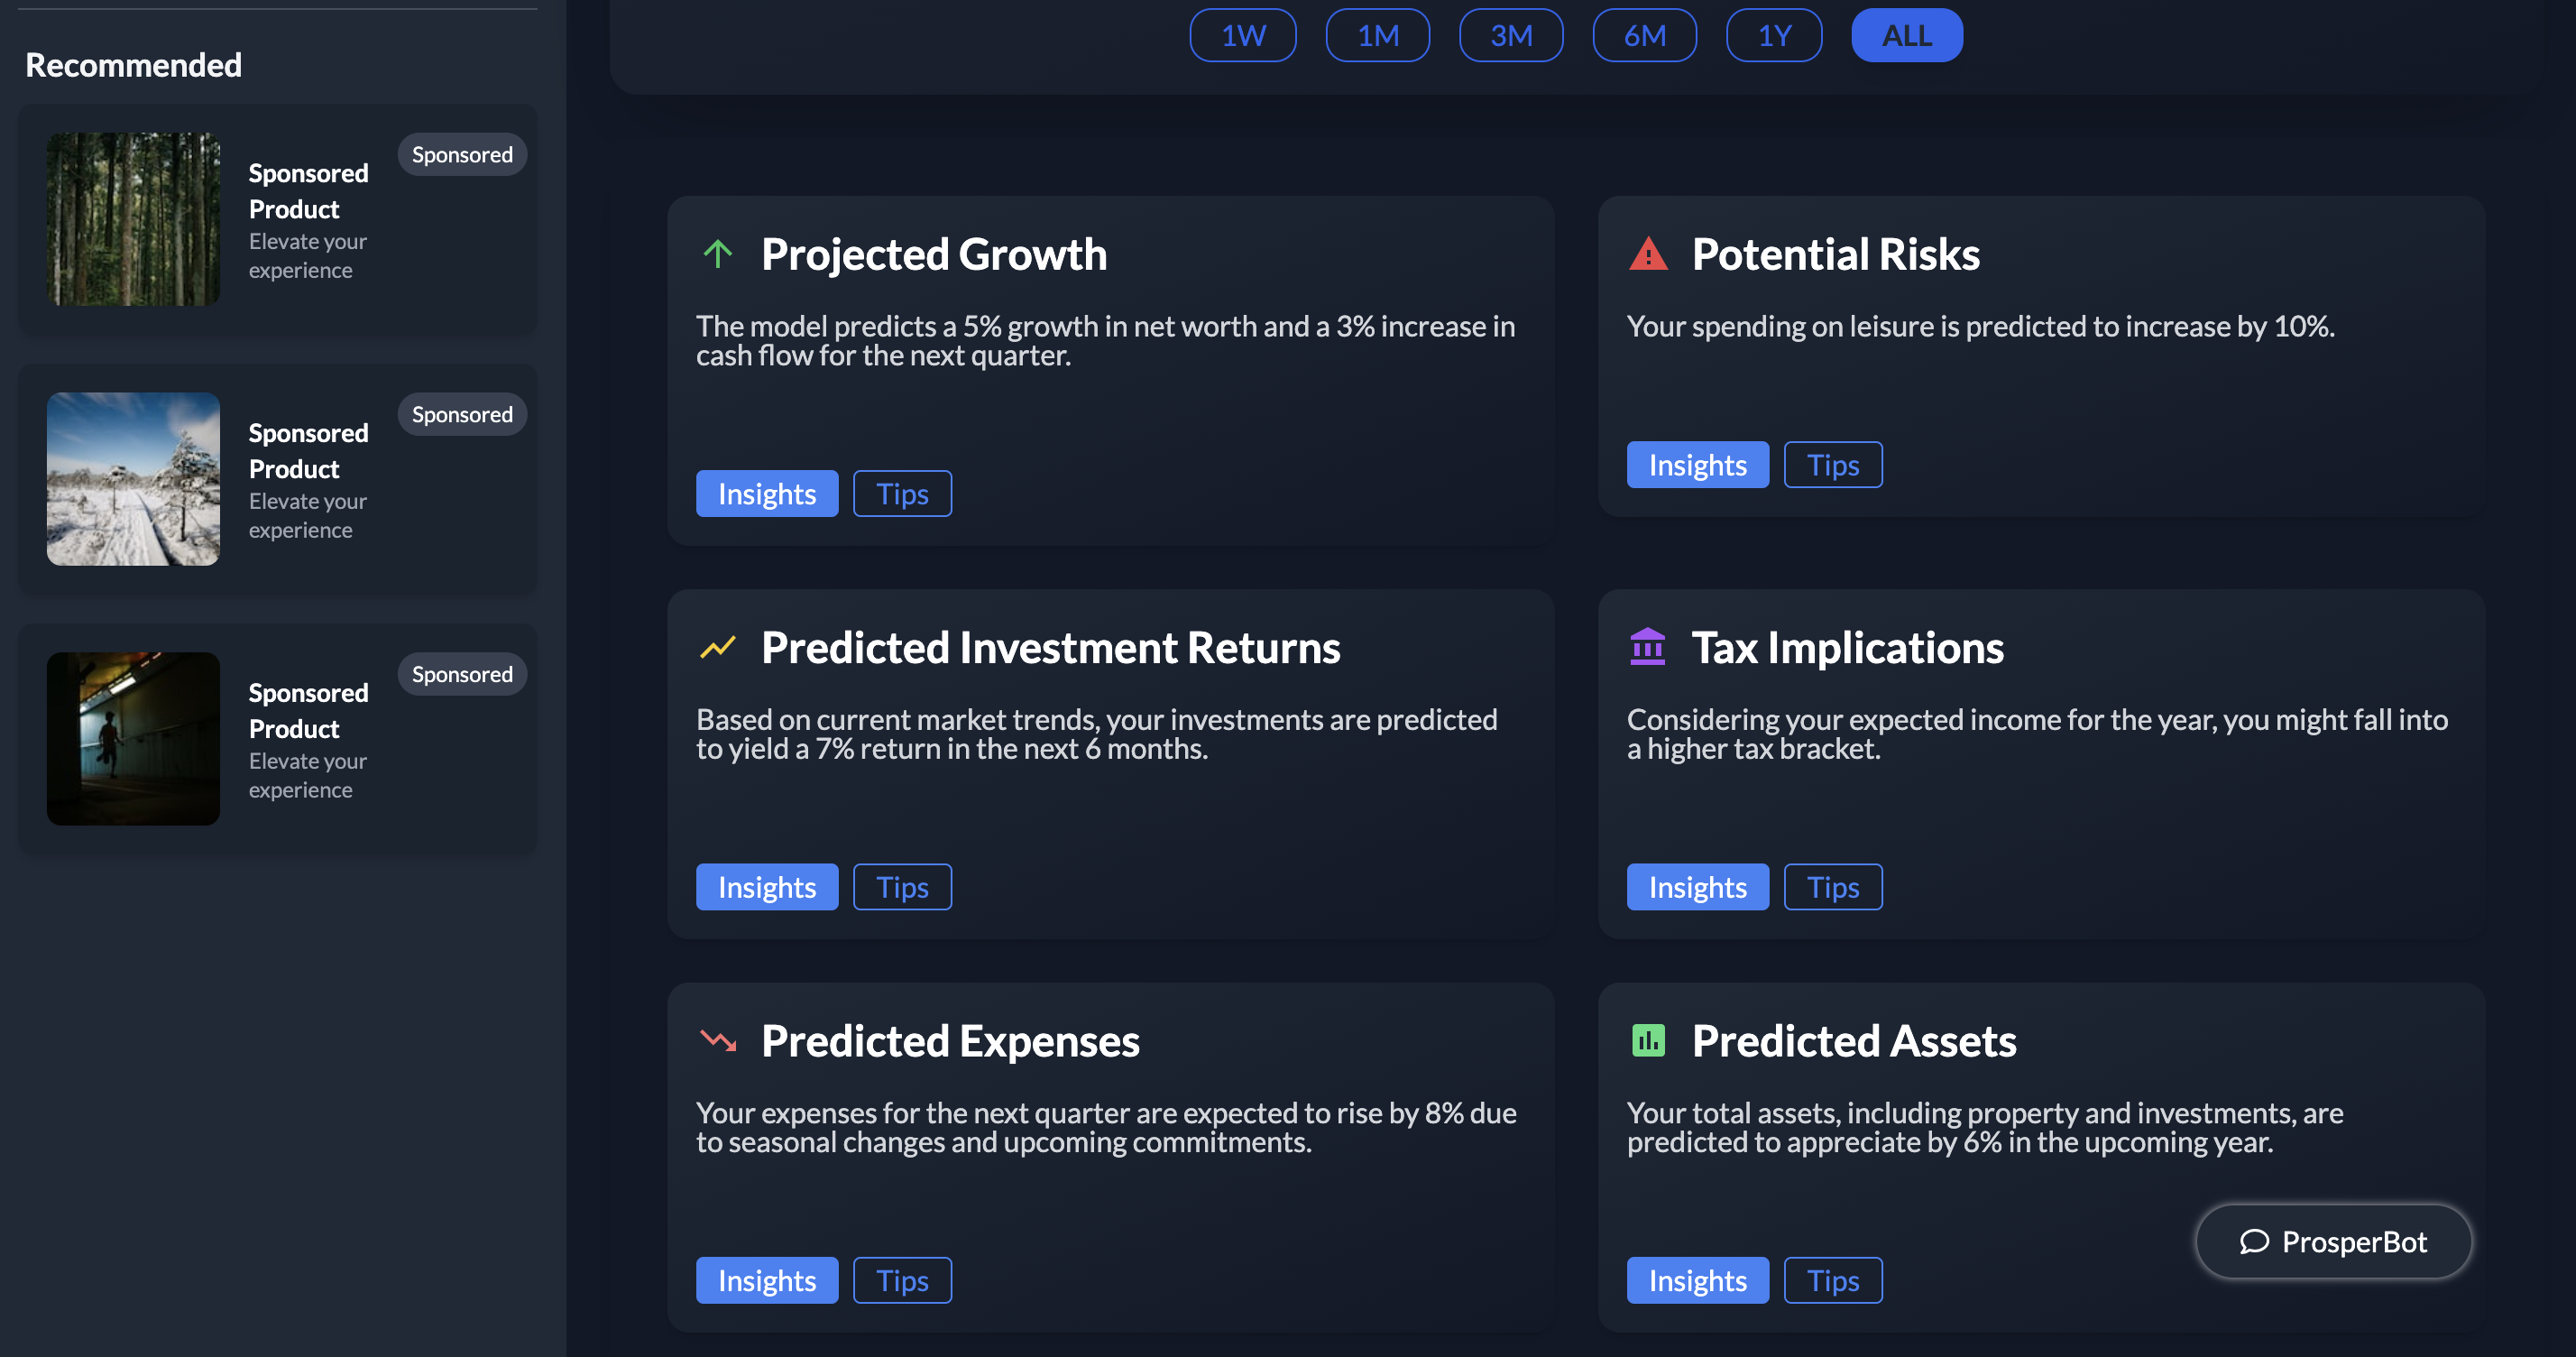 Recommended
Sponsored
Product
Elevate your
experience
Sponsored
Sponsored
Product
Elevate your
experience
Sponsored
Sponsored
Product
Elevate your
experience
Sponsored
1W 1M 3M 6M 1Y ALL
Projected Growth
The model predicts a 5% growth in net worth and a 3% increase in
cash flow for the next quarter.
Insights Tips
Potential Risks
Your spending on leisure is predicted to increase by 10%.
Insights Tips
Predicted Investment Returns
Based on current market trends, your investments are predicted
to yield a 7% return in the next 6 months.
Insights Tips
Tax Implications
Considering your expected income for the year, you might fall into
a higher tax bracket.
Insights Tips
Predicted Expenses
Your expenses for the next quarter are expected to rise by 8% due
to seasonal changes and upcoming commitments.
Insights Tips
Predicted Assets
Your total assets, including property and investments, are
predicted to appreciate by 6% in the upcoming year.
Insights Tips
ProsperBot